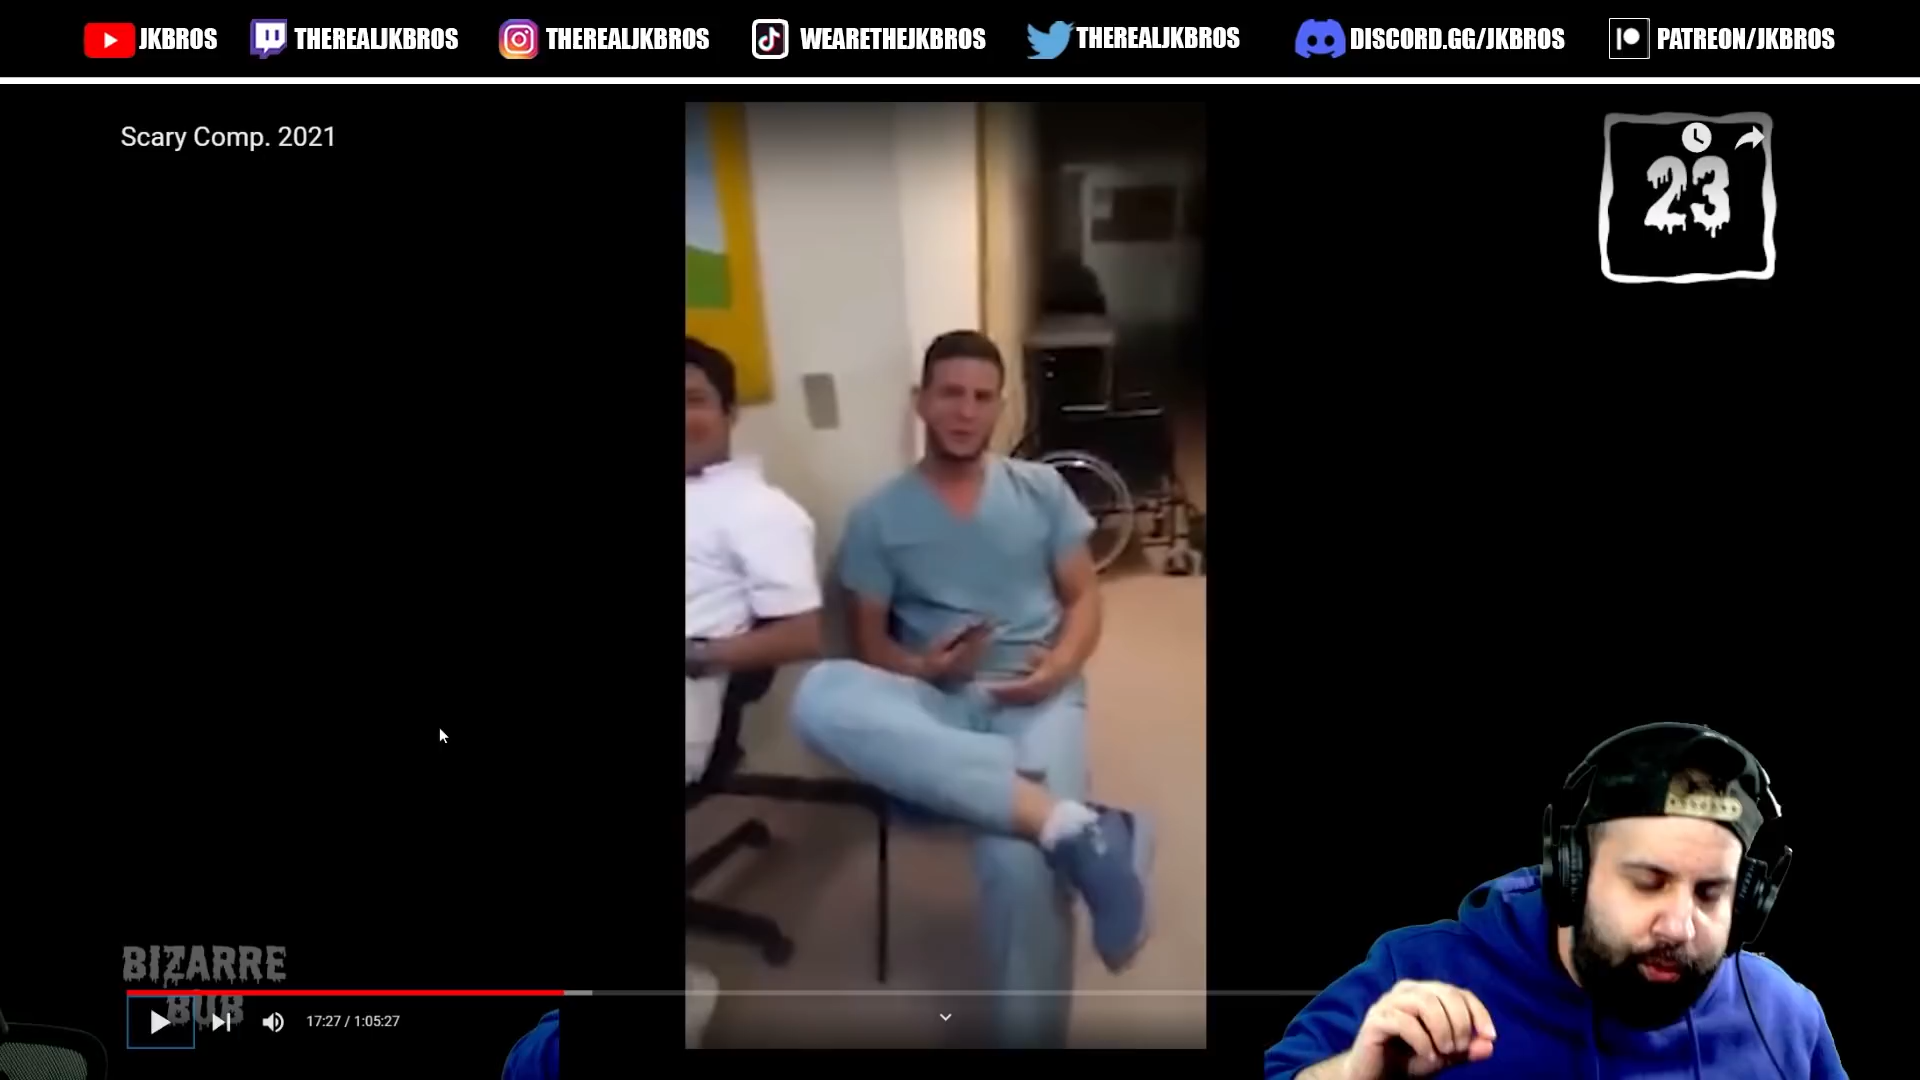 JKBROS THEREALJKBROS THEREALJKBROS WEARETHEJKBROS THEREALJKBROS DISCORD.GG/JKBROS PATREON/JKBROS
Scary Comp. 2021
23
BIZARRE
BUB
17:27 / 1:05:27